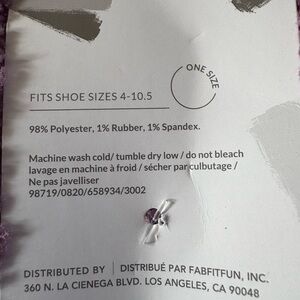 ONE SIZE
FITS SHOE SIZES 4-10.5
98% Polyester, 1% Rubber, 1% Spandex.
Machine wash cold/ tumble dry low / do not bleach
lavage en machine à froid / sécher par culbutage /
Ne pas javelliser
98719/0820/658934/3002
DISTRIBUTED BY | DISTRIBUÉ PAR FABFITFUN, INC.
360 N. LA CIENEGA BLVD. LOS ANGELES, CA 90048